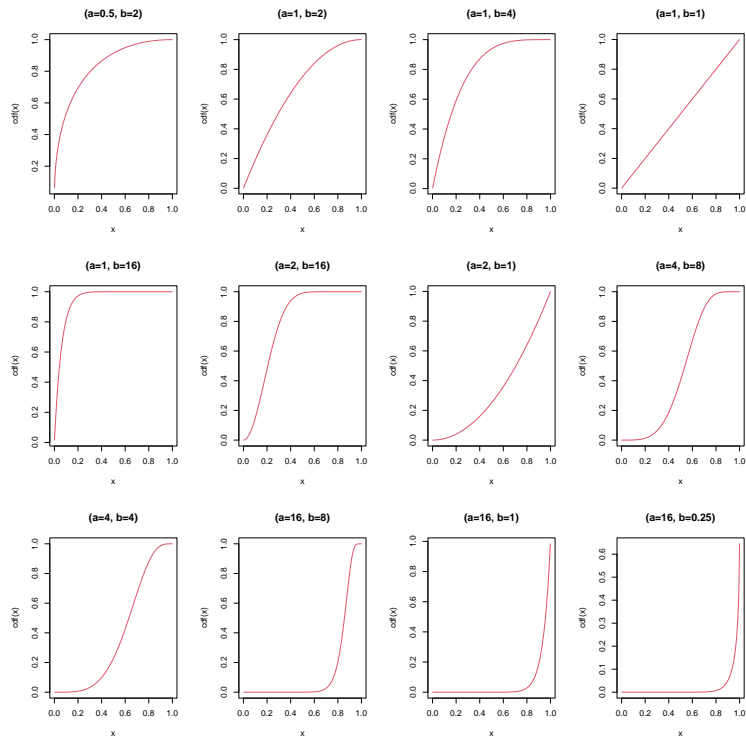 (a=0.5, b=2)
cdf(x)
0.2 0.4 0.6 0.8 1.0
0.0 0.2 0.4 0.6 0.8 1.0
x
(a=1, b=2)
cdf(x)
0.0 0.2 0.4 0.6 0.8 1.0
0.0 0.2 0.4 0.6 0.8 1.0
x
(a=1, b=4)
cdf(x)
0.0 0.2 0.4 0.6 0.8 1.0
0.0 0.2 0.4 0.6 0.8 1.0
x
(a=1, b=1)
cdf(x)
0.0 0.2 0.4 0.6 0.8 1.0
0.0 0.2 0.4 0.6 0.8 1.0
x
(a=1, b=16)
cdf(x)
0.0 0.2 0.4 0.6 0.8 1.0
0.0 0.2 0.4 0.6 0.8 1.0
x
(a=2, b=16)
cdf(x)
0.0 0.2 0.4 0.6 0.8 1.0
0.0 0.2 0.4 0.6 0.8 1.0
x
(a=2, b=1)
cdf(x)
0.0 0.2 0.4 0.6 0.8 1.0
0.0 0.2 0.4 0.6 0.8 1.0
x
(a=4, b=8)
cdf(x)
0.0 0.2 0.4 0.6 0.8 1.0
0.0 0.2 0.4 0.6 0.8 1.0
x
(a=4, b=4)
cdf(x)
0.0 0.2 0.4 0.6 0.8 1.0
0.0 0.2 0.4 0.6 0.8 1.0
x
(a=16, b=8)
cdf(x)
0.0 0.2 0.4 0.6 0.8 1.0
0.0 0.2 0.4 0.6 0.8 1.0
x
(a=16, b=1)
cdf(x)
0.0 0.2 0.4 0.6 0.8 1.0
0.0 0.2 0.4 0.6 0.8 1.0
x
(a=16, b=0.25)
cdf(x)
0.0 0.1 0.2 0.3 0.4 0.5 0.6
0.0 0.2 0.4 0.6 0.8 1.0
x